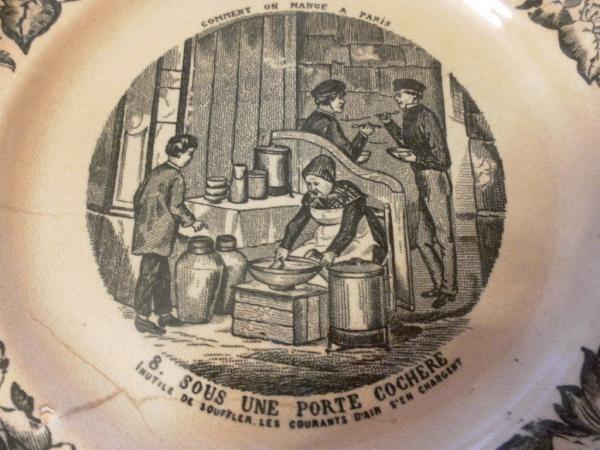 COMMENT ON MANGE A PARIS
8. SOUS UNE PORTE COCHERE
INUTILE DE SOUFFLER. LES COURANTS D'AIR S'EN CHARGENT